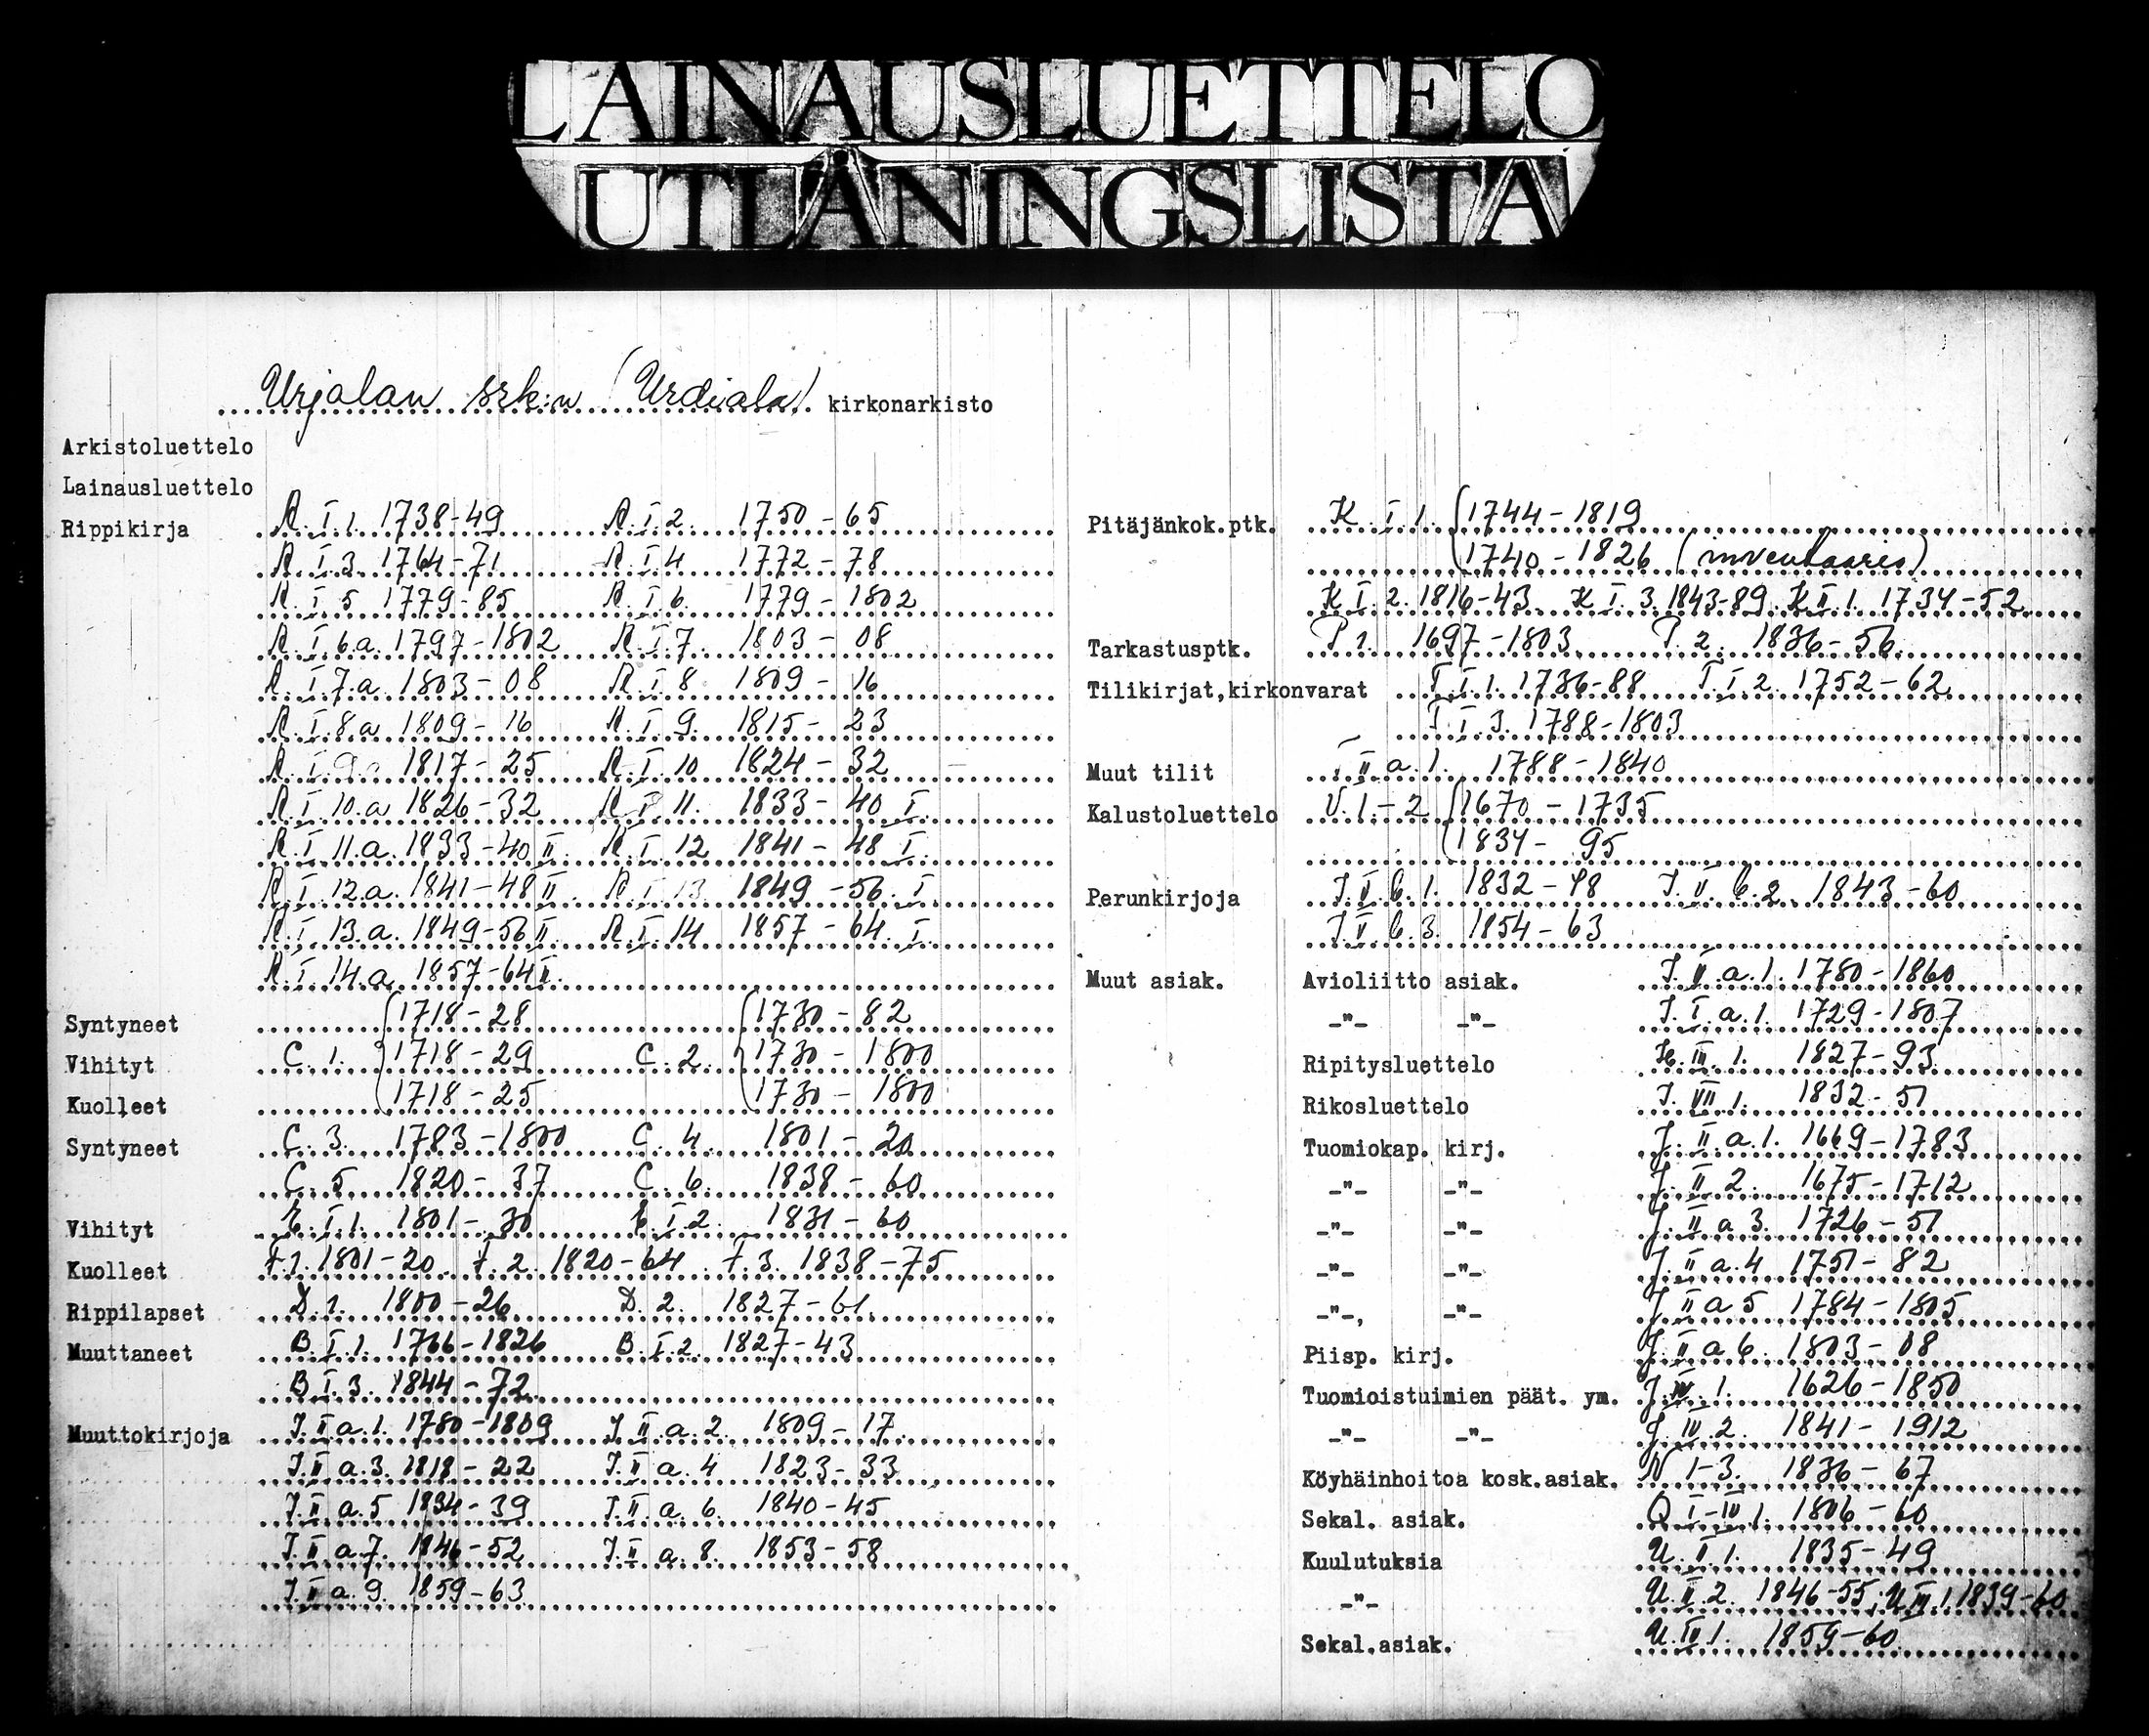 LAINAUSLUETTELO
UTLÅNINGSLISTA
Urjalan srk:n (Urdiala) kirkonarkisto
Arkistoluettelo
Lainausluettelo
Rippikirja A.I.1. 1738-49 A.I.2. 1750-65
A.I.3. 1764-71 A.I.4 1772-78
A.I.5 1779-85 A.I.6. 1779-1802
A.I.6.a. 1797-1802 A.I.7. 1803-08
A.I.7.a. 1803-08 A.I.8 1809-16
A.I.8.a 1809-16 A.I.9. 1815-23
A.I.9.a 1817-25 A.I.10 1824-32
A.I.10.a 1826-32 A.I.11. 1833-40 I.
A.I.11.a. 1833-40 II. A.I.12 1841-48 I.
A.I.12.a. 1841-48 II. A.I.13. 1849-56. I.
A.I.13.a. 1849-56 II. A.I.14 1857-64. I.
A.I.14.a. 1857-64 II.
Syntyneet (1718-28 (1730-82
Vihityt C.1. 1718-29 C.2. 1730-1800
Kuolleet 1718-25 1730-1800
Syntyneet C.3. 1783-1800 C.4. 1801-20
C.5 1820-37 C.6. 1838-60
Vihityt E.I.1. 1801-30 E.I.2. 1831-60
Kuolleet F.1. 1801-20. F.2. 1820-64 F.3. 1838-75
Rippilapset D.1. 1800-26 D.2. 1827-61.
Muuttaneet B.I.1. 1766-1826 B.I.2. 1827-43
B.I.3. 1844-72.
Muuttokirjoja J.II.a.1. 1780-1809 J.II.a.2. 1809-17.
J.II.a.3. 1818-22 J.II.a.4 1823-33
J.II.a.5 1834-39 J.II.a.6. 1840-45
J.II.a.7. 1846-52 J.II.a.8. 1853-58
J.II.a.9. 1859-63.
Pitäjänkok.ptk. K.I.1. (1744-1819
(1740-1826 (inventaario)
K.I.2. 1816-43. K.I.3. 1843-89. K.II.1. 1734-52.
Tarkastusptk. P.1. 1697-1803. P.2. 1836-56.
Tilikirjat,kirkonvarat T.I.1. 1736-88 T.I.2. 1752-62
T.I.3. 1788-1803
Muut tilit T.II.a.1. 1788-1840
Kalustoluettelo U.1-2 (1670-1735
(1834-95
Perunkirjoja J.V.b.1. 1832-48 J.V.b.2. 1843-60
J.V.b.3. 1854-63
Muut asiak. Avioliitto asiak. J.V.a.1. 1780-1860
-"- -"- J.I.a.1. 1729-1807
Ripitysluettelo III.1. 1827-93
Rikosluettelo J.VII.1. 1832-51
Tuomiokap. kirj. J.II.a.1. 1669-1783
-"- -"- J.II 2. 1675-1712
-"- -"- J.II a 3. 1726-51
-"- -"- J.II a.4 1751-82
-"-, -"- J.II a 5 1784-1805
Piisp. kirj. J.II a 6. 1803-08
Tuomioistuimien päät. ym. J.IV.1. 1626-1850
-"- -"- J.IV.2. 1841-1912
Köyhäinhoitoa kosk.asiak. N 1-3. 1836-67
Sekal. asiak. Q I-IV 1. 1806-60
Kuulutuksia U.II.1. 1835-49
-"- U.II.2. 1846-55, U.III.1. 1839-60
Sekal.asiak. U.IV.1. 1859-60